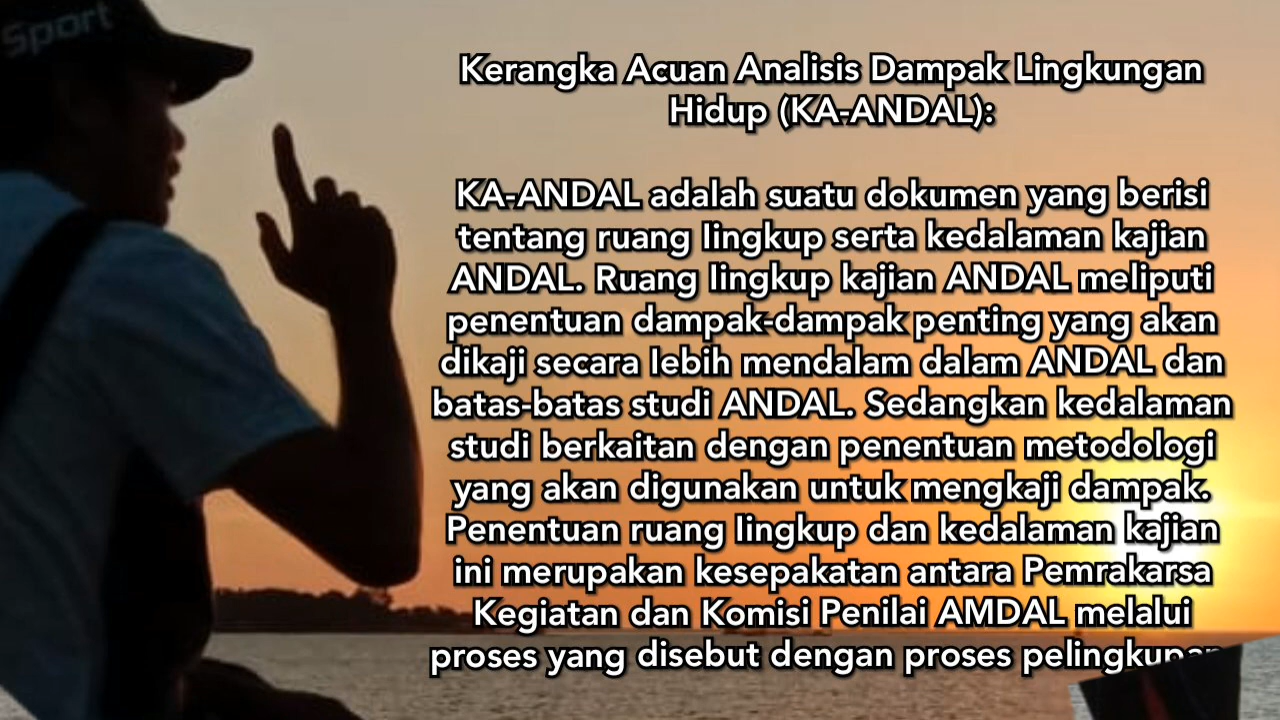 Sport
Kerangka Acuan Analisis Dampak Lingkungan
Hidup (KA-ANDAL):
KA-ANDAL adalah suatu dokumen yang berisi
tentang ruang lingkup serta kedalaman kajian
ANDAL. Ruang lingkup kajian ANDAL meliputi
penentuan dampak-dampak penting yang akan
dikaji secara lebih mendalam dalam ANDAL dan
batas-batas studi ANDAL. Sedangkan kedalaman
studi berkaitan dengan penentuan metodologi
yang akan digunakan untuk mengkaji dampak.
Penentuan ruang lingkup dan kedalaman kajian
ini merupakan kesepakatan antara Pemrakarsa
Kegiatan dan Komisi Penilai AMDAL melalui
proses yang disebut dengan proses pelingkupan